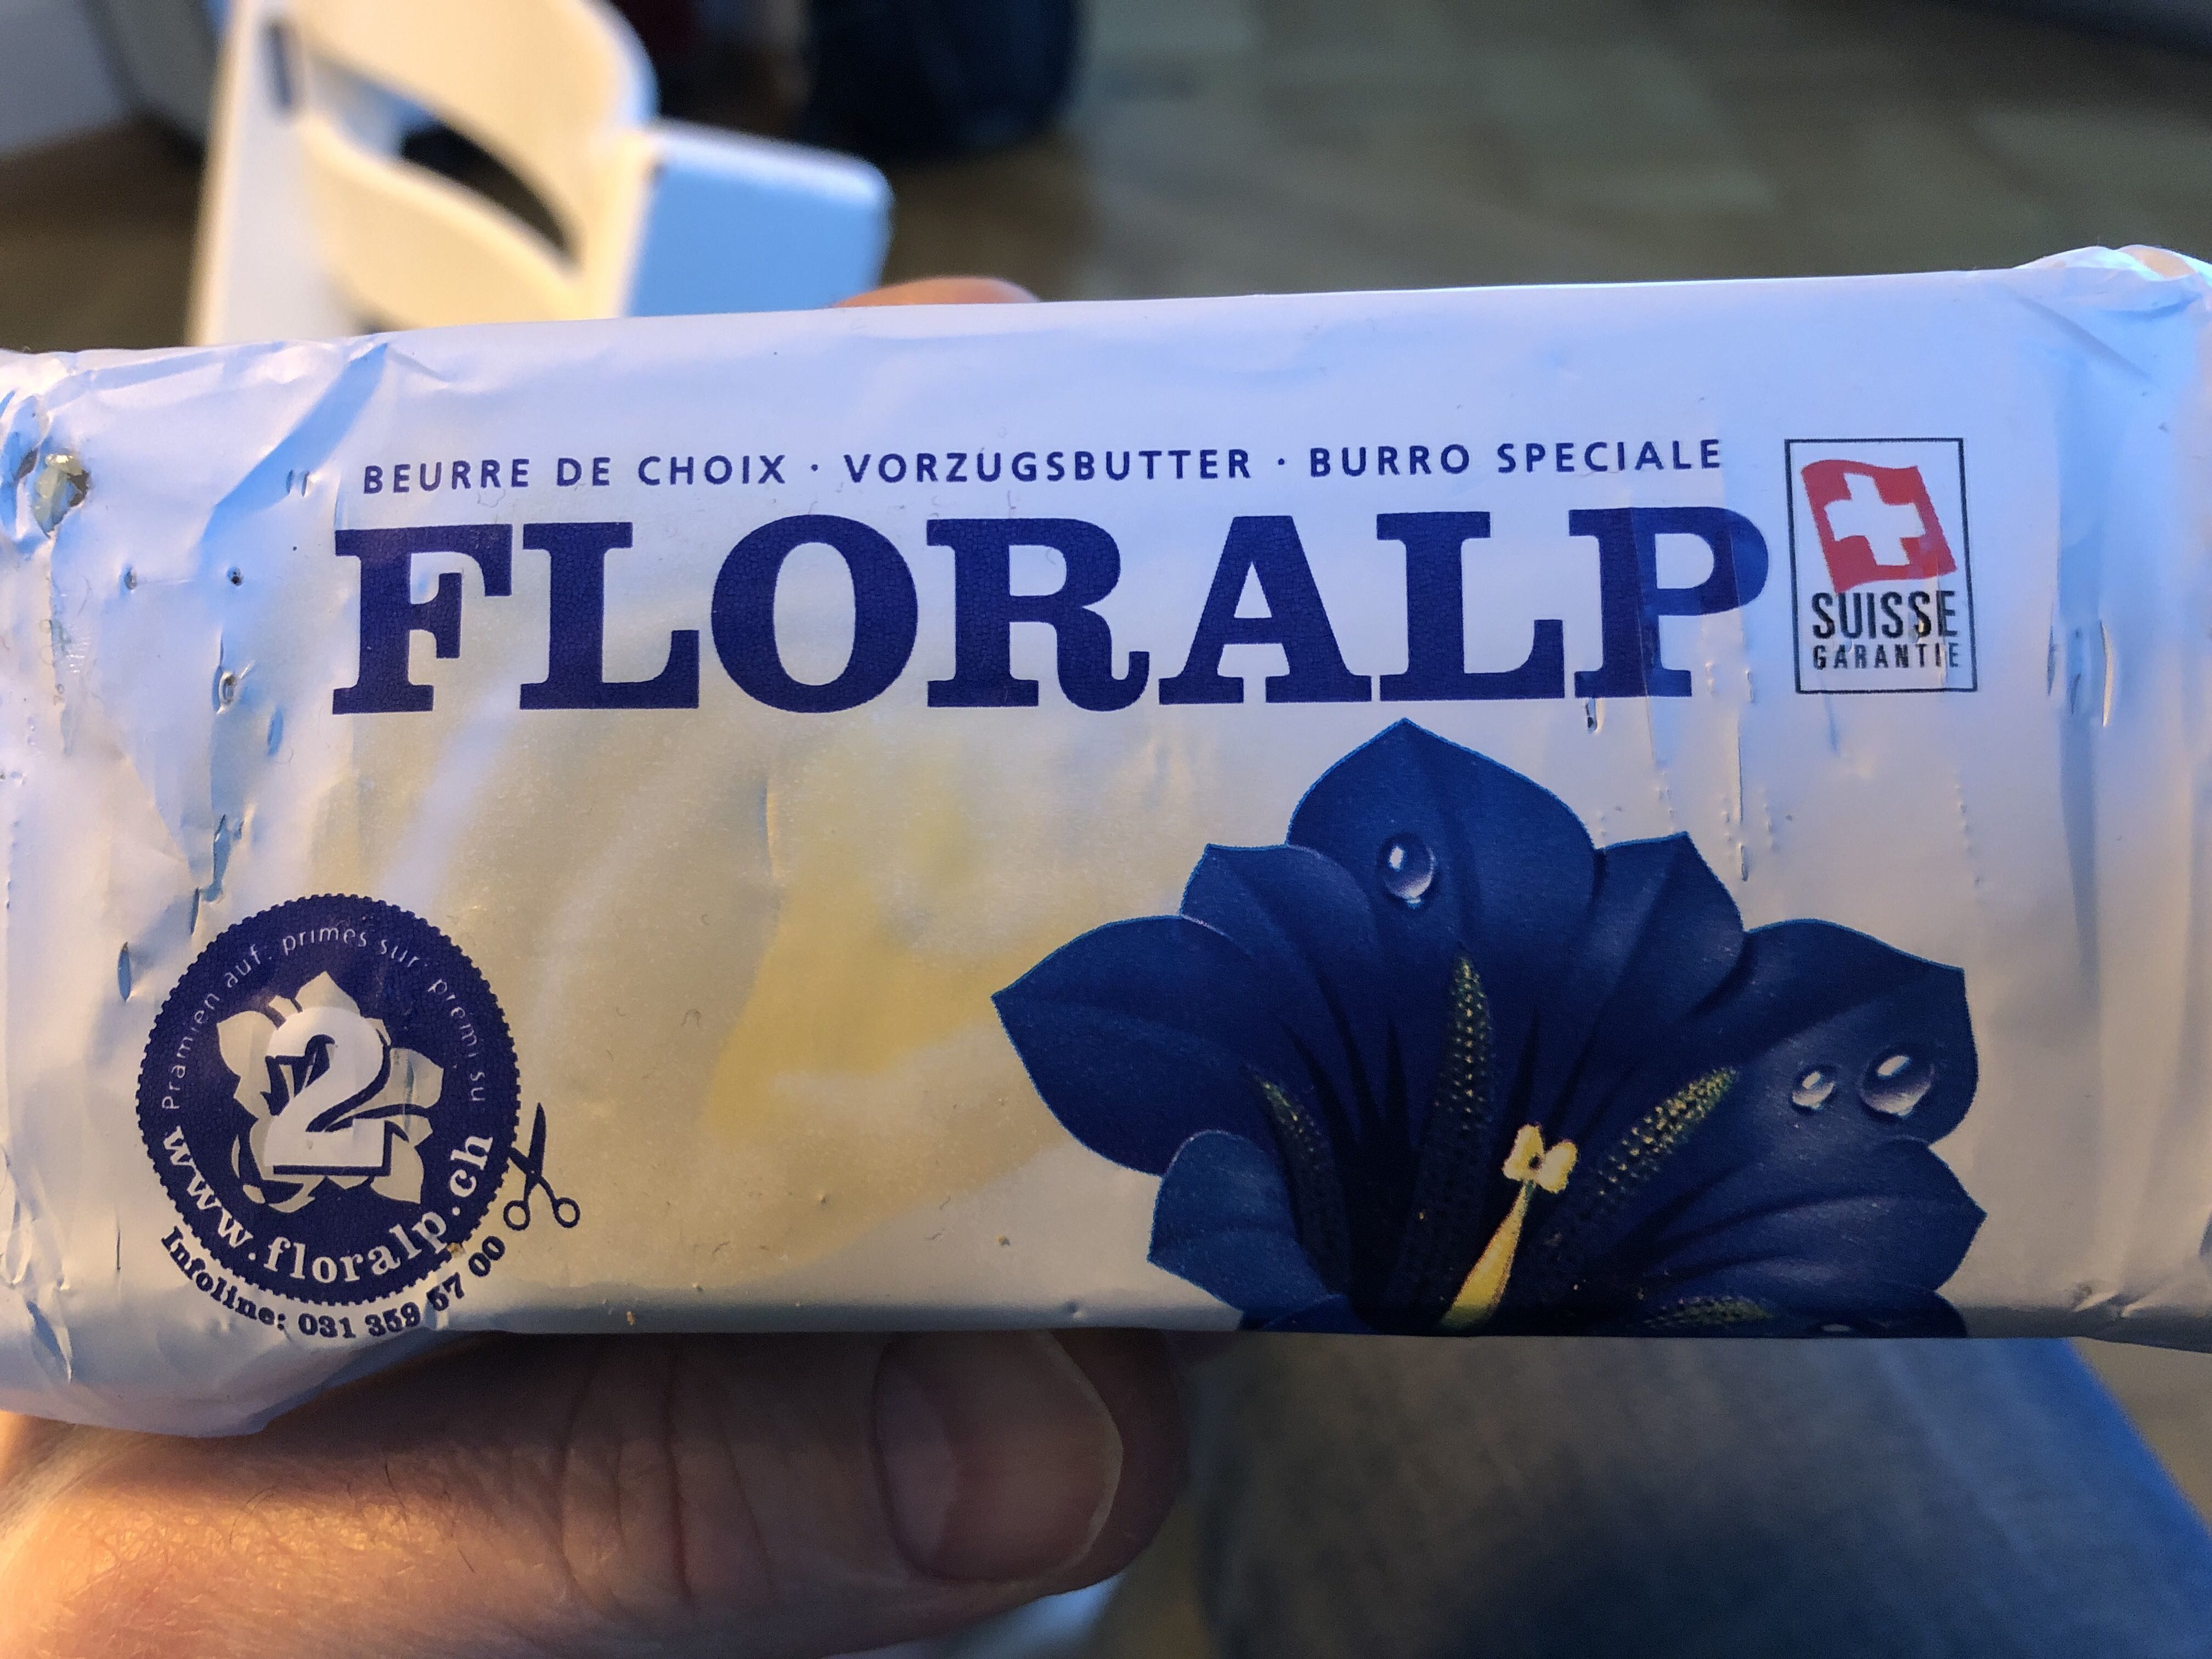 BEURRE DE CHOIX · VORZUGSBUTTER · BURRO SPECIALE
FLORALP
SUISSE
GARANTIE
Prämien auf: primes sur: premi su
2
www.floralp.ch
Infoline: 031 359 57 00